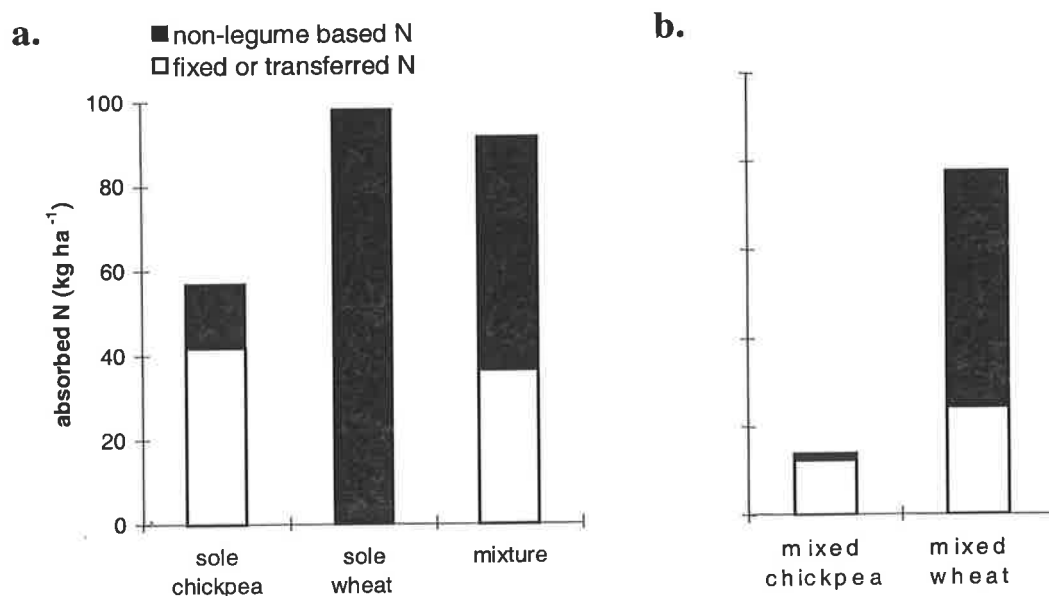 a.
non-legume based N
fixed or transferred N
b.
absorbed N (kg ha -1)
100
80
60
40
20
0
sole
chickpea
sole
wheat
mixture
mixed
chickpea
mixed
wheat